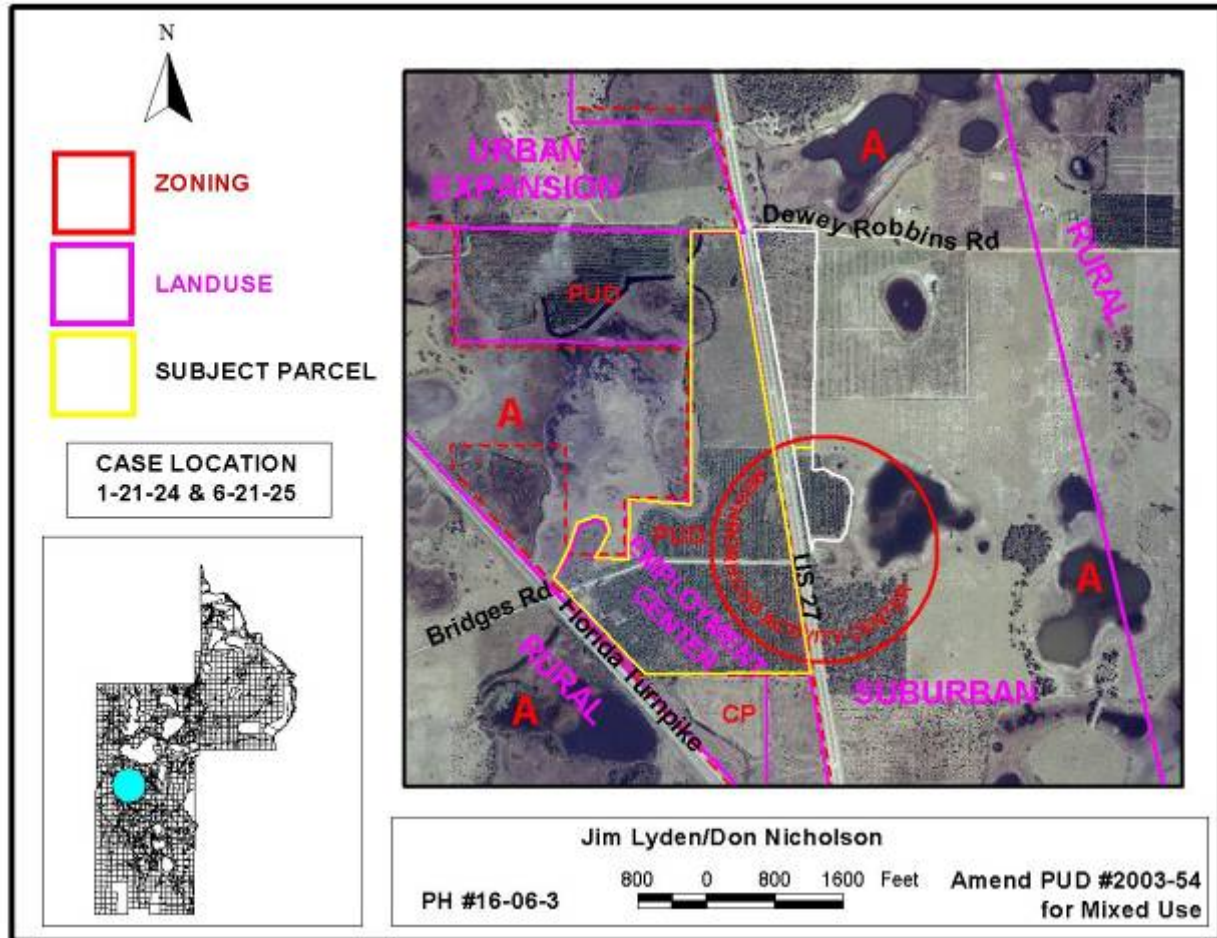 N
ZONING
LANDUSE
SUBJECT PARCEL
CASE LOCATION
1-21-24 & 6-21-25
URBAN
EXPANSION
A
Dewey Robbins Rd
RURAL
PUD
A
PUD
EMPLOYMENT
CENTER
US 27
ACTIVITY CENTER
Bridges Rd
Florida Turnpike
RURAL
A
A
CP
SUBURBAN
Jim Lyden/Don Nicholson
PH #16-06-3
800 0 800 1600 Feet
Amend PUD #2003-54
for Mixed Use